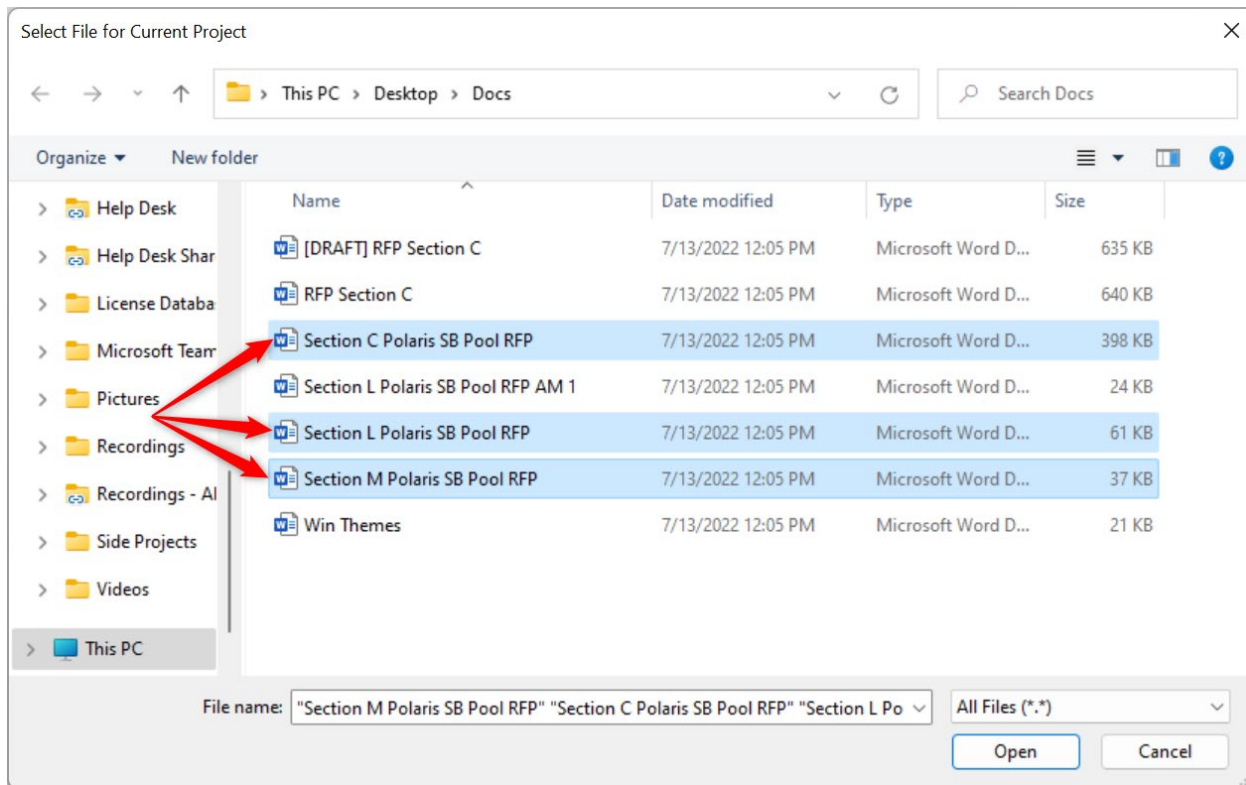 Select File for Current Project
This PC > Desktop > Docs
Search Docs
Organize
New folder
Help Desk
Help Desk Shar
License Databa
Microsoft Team
Pictures
Recordings
Recordings - Al
Side Projects
Videos
This PC
Name Date modified Type Size
[DRAFT] RFP Section C 7/13/2022 12:05 PM Microsoft Word D... 635 KB
RFP Section C 7/13/2022 12:05 PM Microsoft Word D... 640 KB
Section C Polaris SB Pool RFP 7/13/2022 12:05 PM Microsoft Word D... 398 KB
Section L Polaris SB Pool RFP AM 1 7/13/2022 12:05 PM Microsoft Word D... 24 KB
Section L Polaris SB Pool RFP 7/13/2022 12:05 PM Microsoft Word D... 61 KB
Section M Polaris SB Pool RFP 7/13/2022 12:05 PM Microsoft Word D... 37 KB
Win Themes 7/13/2022 12:05 PM Microsoft Word D... 21 KB
File name: "Section M Polaris SB Pool RFP" "Section C Polaris SB Pool RFP" "Section L Po
All Files (*.*)
Open
Cancel